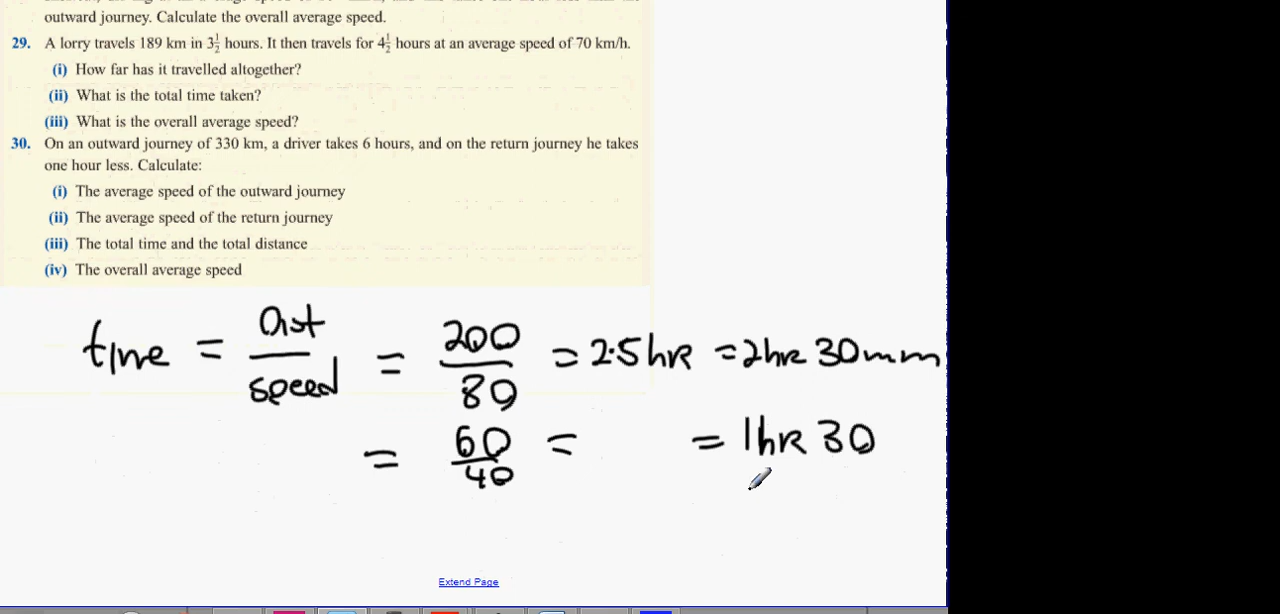 outward journey. Calculate the overall average speed.
29. A lorry travels 189 km in 3½ hours. It then travels for 4½ hours at an average speed of 70 km/h.
(i) How far has it travelled altogether?
(ii) What is the total time taken?
(iii) What is the overall average speed?
30. On an outward journey of 330 km, a driver takes 6 hours, and on the return journey he takes
one hour less. Calculate:
(i) The average speed of the outward journey
(ii) The average speed of the return journey
(iii) The total time and the total distance
(iv) The overall average speed
time = dist/speed = 200/80 = 2.5hR = 2hr 30min
= 60/40 = = 1hR 30
Extend Page